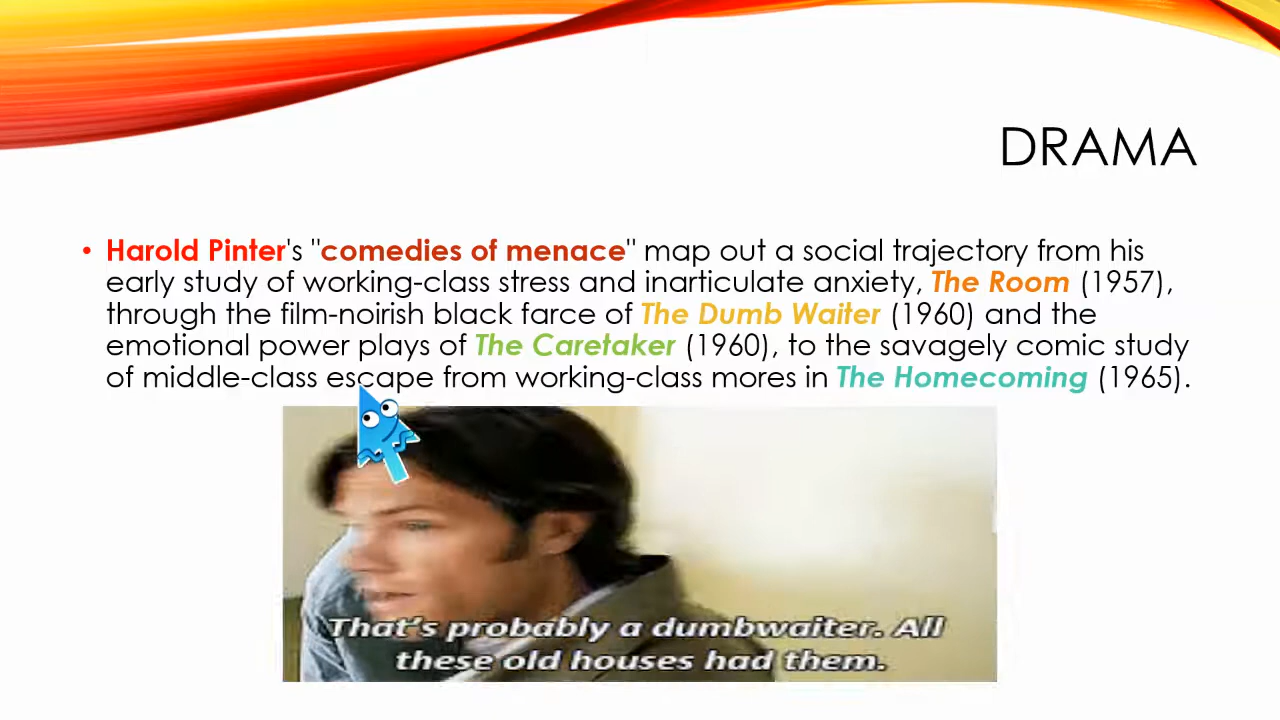 DRAMA
• Harold Pinter's "comedies of menace" map out a social trajectory from his
early study of working-class stress and inarticulate anxiety, The Room (1957),
through the film-noirish black farce of The Dumb Waiter (1960) and the
emotional power plays of The Caretaker (1960), to the savagely comic study
of middle-class escape from working-class mores in The Homecoming (1965).
That's probably a dumbwaiter. All
these old houses had them.